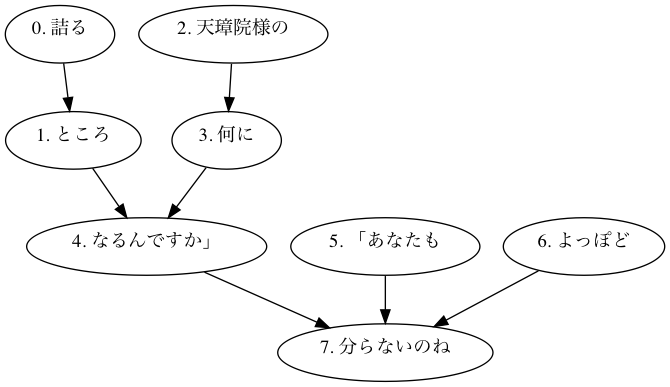 0. 詰る
2. 天璋院様の
1. ところ
3. 何に
4. なるんですか」
5. 「あなたも
6. よっぽど
7. 分らないのね